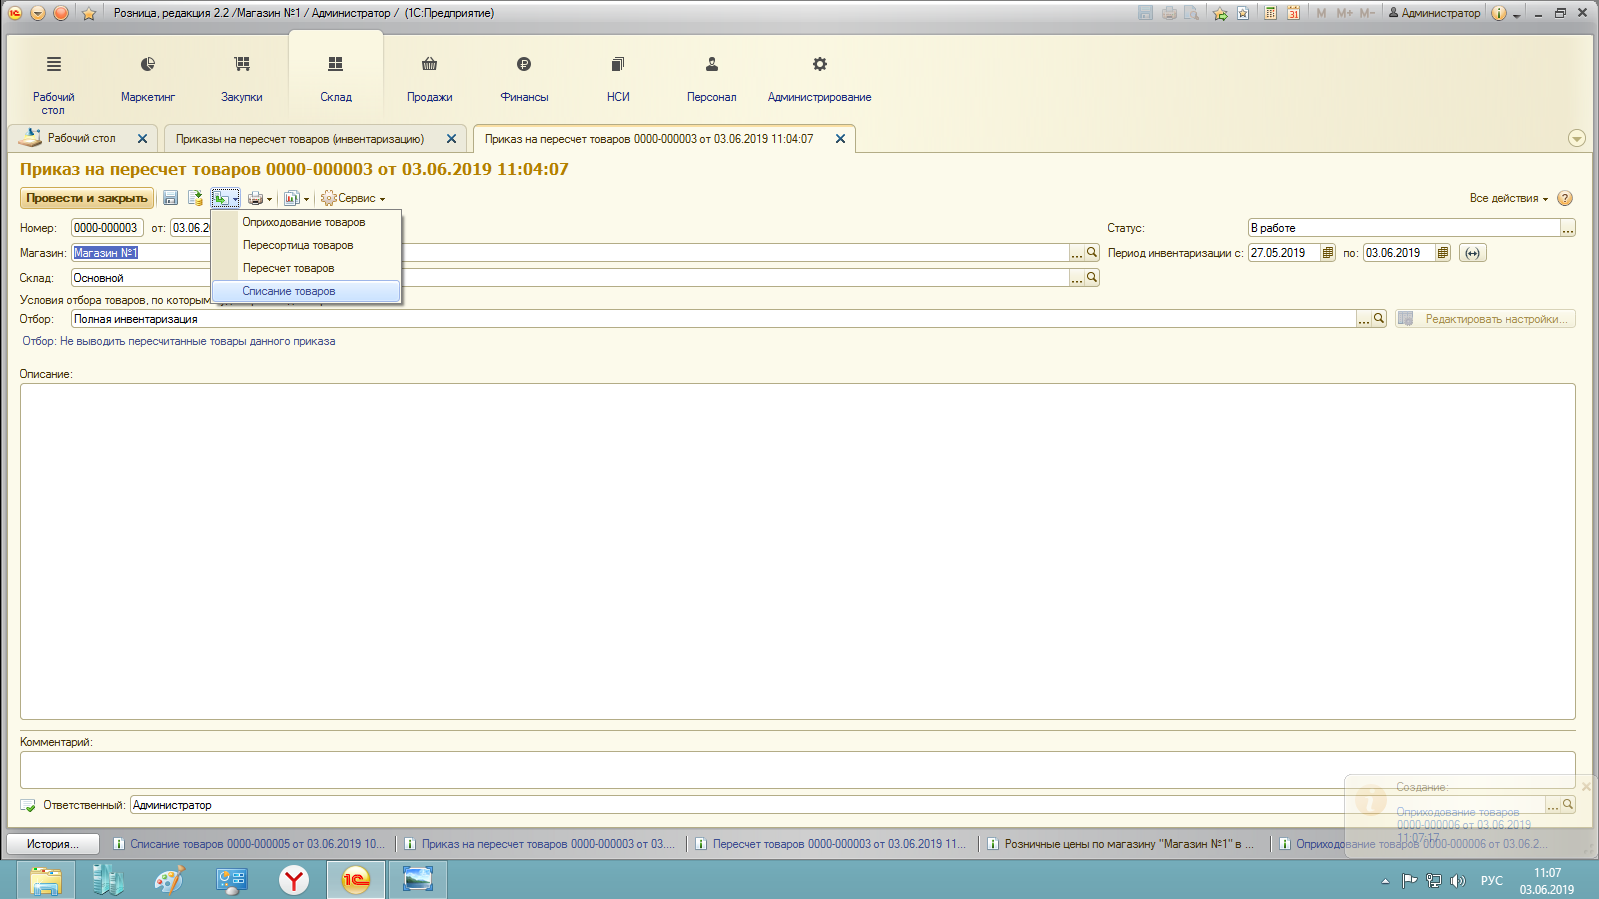 Розница, редакция 2.2 /Магазин №1 / Администратор / (1С:Предприятие)
M M+ M- Администратор
Рабочий стол
Маркетинг
Закупки
Склад
Продажи
Финансы
НСИ
Персонал
Администрирование
Рабочий стол
Приказы на пересчет товаров (инвентаризацию)
Приказ на пересчет товаров 0000-000003 от 03.06.2019 11:04:07
Приказ на пересчет товаров 0000-000003 от 03.06.2019 11:04:07
Провести и закрыть
Сервис
Все действия
Оприходование товаров
Пересортица товаров
Пересчет товаров
Списание товаров
Номер: 0000-000003 от: 03.06.20
Статус: В работе
Магазин: Магазин №1
Период инвентаризации с: 27.05.2019 по: 03.06.2019
Склад: Основной
Условия отбора товаров, по которым
Отбор: Полная инвентаризация
Редактировать настройки...
Отбор: Не выводить пересчитанные товары данного приказа
Описание:
Комментарий:
Ответственный: Администратор
Создание:
Оприходование товаров
0000-000006 от 03.06.2019
11:07:17
История...
Списание товаров 0000-000005 от 03.06.2019 10...
Приказ на пересчет товаров 0000-000003 от 03....
Пересчет товаров 0000-000003 от 03.06.2019 11...
Розничные цены по магазину "Магазин №1" в ...
Оприходование товаров 0000-000006 от 03.06.2...
РУС
11:07
03.06.2019